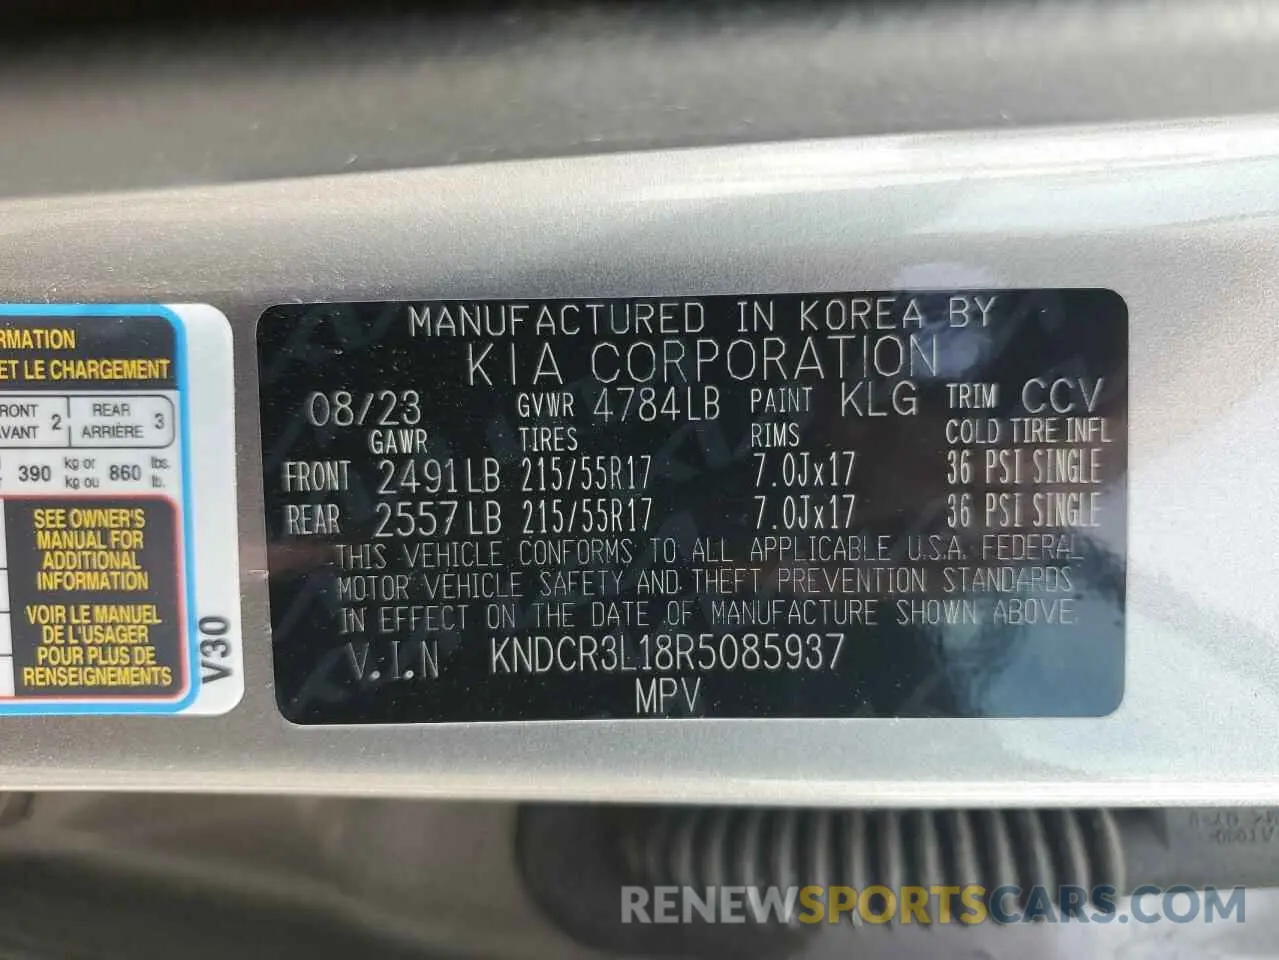 RMATION
ET LE CHARGEMENT
RONT
VANT 2
REAR
ARRIÈRE 3
390 kg or
kg ou 860 lbs.
lb.
SEE OWNER'S
MANUAL FOR
ADDITIONAL
INFORMATION
VOIR LE MANUEL
DE L'USAGER
POUR PLUS DE
RENSEIGNEMENTS
V30
MANUFACTURED IN KOREA BY
KIA CORPORATION
08/23 GVWR 4784LB PAINT KLG TRIM CCV
GAWR TIRES RIMS COLD TIRE INFL
FRONT 2491LB 215/55R17 7.0Jx17 36 PSI SINGLE
REAR 2557LB 215/55R17 7.0Jx17 36 PSI SINGLE
THIS VEHICLE CONFORMS TO ALL APPLICABLE U.S.A. FEDERAL
MOTOR VEHICLE SAFETY AND THEFT PREVENTION STANDARDS
IN EFFECT ON THE DATE OF MANUFACTURE SHOWN ABOVE.
V.I.N KNDCR3L18R5085937
MPV
RENEWSPORTSCARS.COM